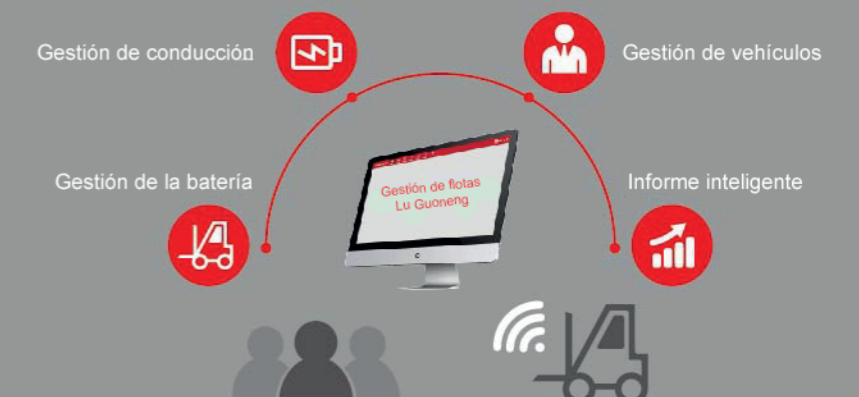 Gestión de conducción
Gestión de vehículos
Gestión de la batería
Informe inteligente
Gestión de flotas
Lu Guoneng